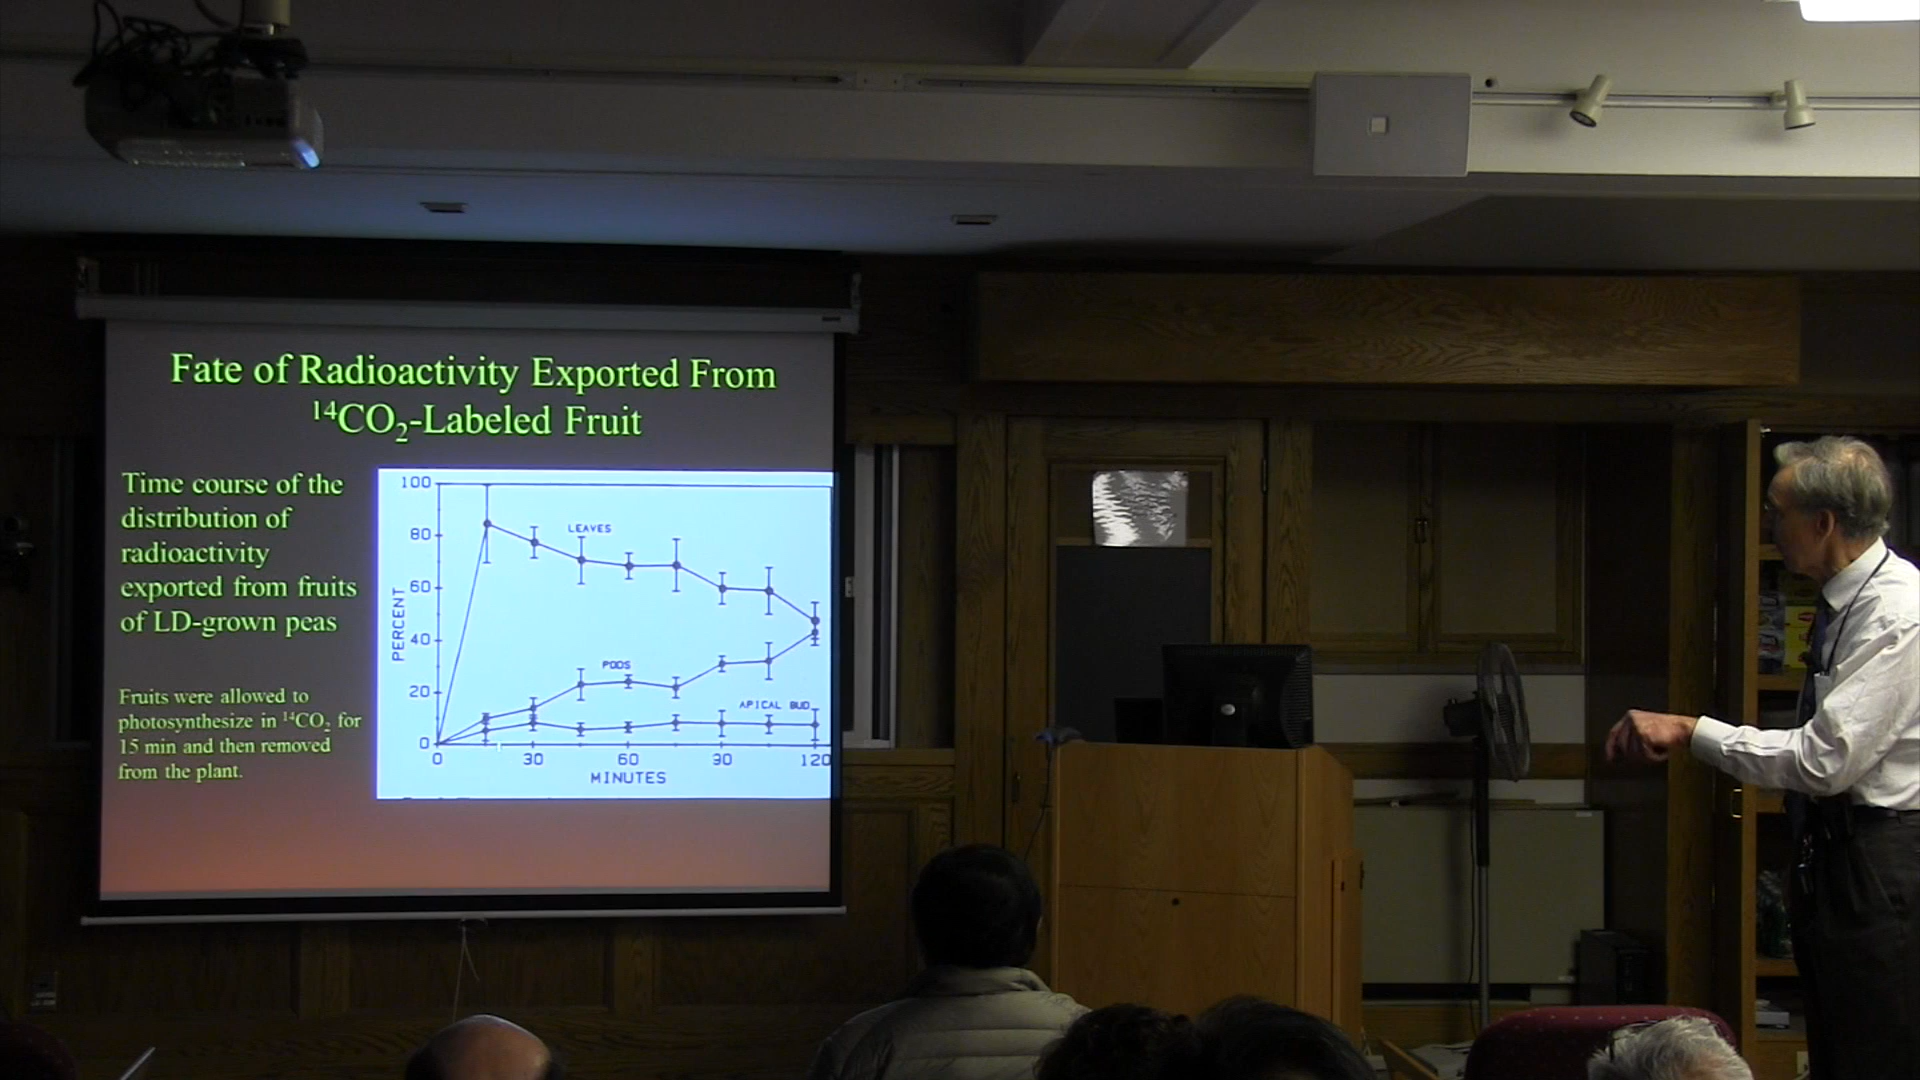 Fate of Radioactivity Exported From
¹⁴CO₂-Labeled Fruit
Time course of the
distribution of
radioactivity
exported from fruits
of LD-grown peas
Fruits were allowed to
photosynthesize in ¹⁴CO₂ for
15 min and then removed
from the plant.
100
80
60
40
20
0
PERCENT
LEAVES
PODS
APICAL BUD
0 30 60 90 120
MINUTES